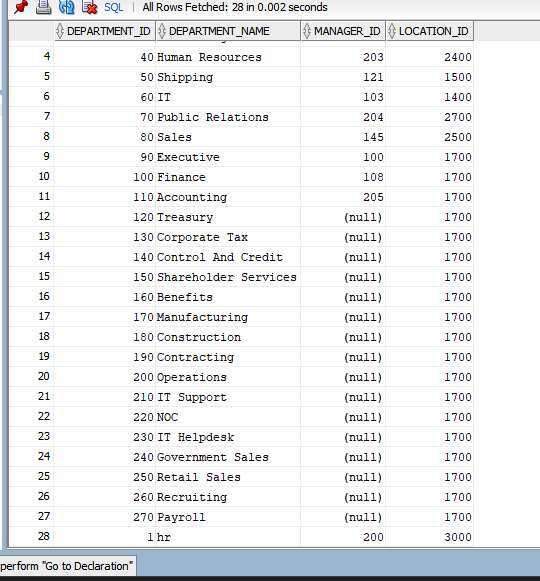 SQL | All Rows Fetched: 28 in 0.002 seconds
DEPARTMENT_ID DEPARTMENT_NAME MANAGER_ID LOCATION_ID
4 40 Human Resources 203 2400
5 50 Shipping 121 1500
6 60 IT 103 1400
7 70 Public Relations 204 2700
8 80 Sales 145 2500
9 90 Executive 100 1700
10 100 Finance 108 1700
11 110 Accounting 205 1700
12 120 Treasury (null) 1700
13 130 Corporate Tax (null) 1700
14 140 Control And Credit (null) 1700
15 150 Shareholder Services (null) 1700
16 160 Benefits (null) 1700
17 170 Manufacturing (null) 1700
18 180 Construction (null) 1700
19 190 Contracting (null) 1700
20 200 Operations (null) 1700
21 210 IT Support (null) 1700
22 220 NOC (null) 1700
23 230 IT Helpdesk (null) 1700
24 240 Government Sales (null) 1700
25 250 Retail Sales (null) 1700
26 260 Recruiting (null) 1700
27 270 Payroll (null) 1700
28 1 hr 200 3000
perform "Go to Declaration"